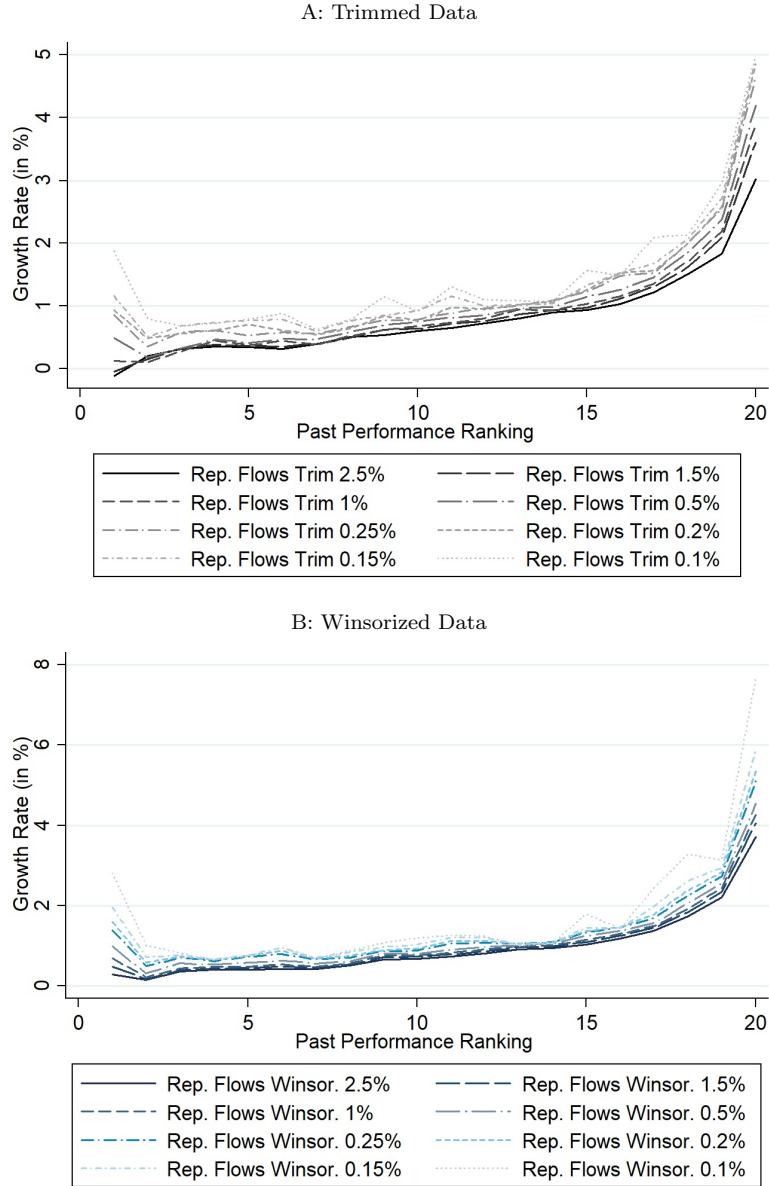 A: Trimmed Data
5
4
3
2
1
0
Growth Rate (in %)
0 5 10 15 20
Past Performance Ranking
Rep. Flows Trim 2.5% Rep. Flows Trim 1.5%
Rep. Flows Trim 1% Rep. Flows Trim 0.5%
Rep. Flows Trim 0.25% Rep. Flows Trim 0.2%
Rep. Flows Trim 0.15% Rep. Flows Trim 0.1%
B: Winsorized Data
8
6
4
2
0
Growth Rate (in %)
0 5 10 15 20
Past Performance Ranking
Rep. Flows Winsor. 2.5% Rep. Flows Winsor. 1.5%
Rep. Flows Winsor. 1% Rep. Flows Winsor. 0.5%
Rep. Flows Winsor. 0.25% Rep. Flows Winsor. 0.2%
Rep. Flows Winsor. 0.15% Rep. Flows Winsor. 0.1%